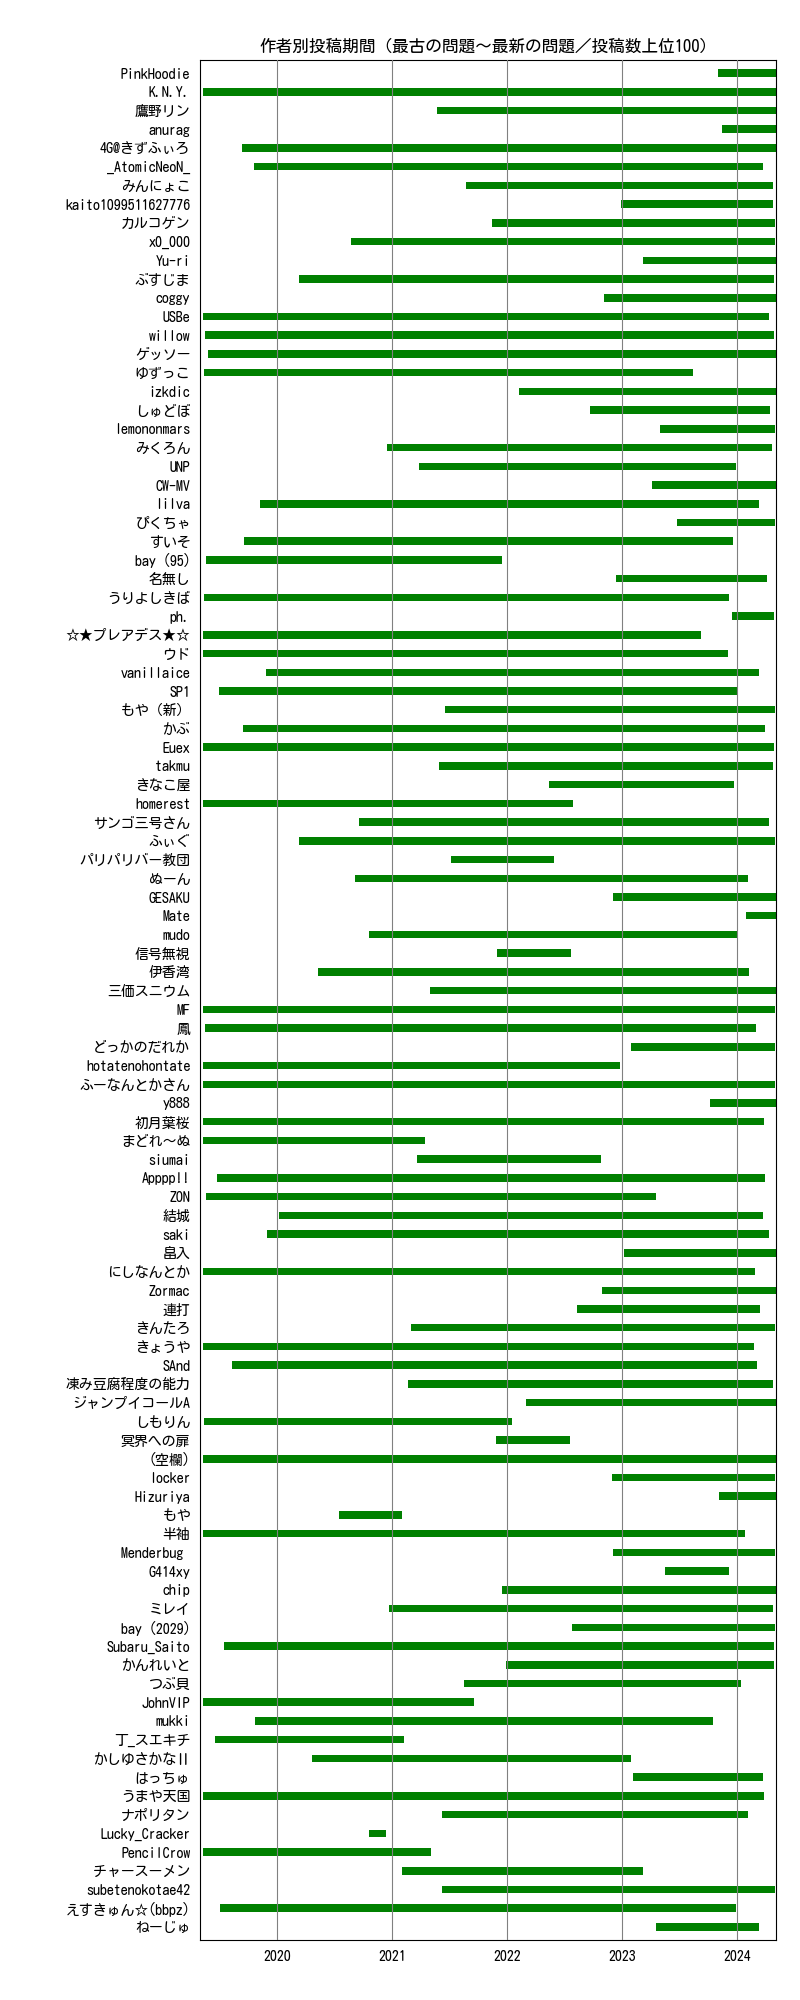 作者別投稿期間（最古の問題～最新の問題／投稿数上位100）
PinkHoodie
K.N.Y.
鷹野リン
anurag
4G@きずふぃろ
_AtomicNeoN_
みんにょこ
kaito1099511627776
カルコゲン
x0_000
Yu-ri
ぶすじま
coggy
USBe
willow
ゲッソー
ゆずっこ
izkdic
しゅどぼ
lemononmars
みくろん
UNP
CW-MV
lilva
ぴくちゃ
すいそ
bay (95)
名無し
うりよしきば
ph.
☆★プレアデス★☆
ウド
vanillaice
SP1
もや（新）
かぶ
Euex
takmu
きなこ屋
homerest
サンゴ三号さん
ふぃぐ
パリパリバー教団
ぬーん
GESAKU
Mate
mudo
信号無視
伊香湾
三価スニウム
MF
鳳
どっかのだれか
hotatenohontate
ふーなんとかさん
y888
初月葉桜
まどれ～ぬ
siumai
Appppll
ZON
結城
saki
畠入
にしなんとか
Zormac
連打
きんたろ
きょうや
SAnd
凍み豆腐程度の能力
ジャンプイコールA
しもりん
冥界への扉
(空欄)
locker
Hizuriya
もや
半袖
Menderbug
G414xy
chip
ミレイ
bay (2029)
Subaru_Saito
かんれいと
つぶ貝
JohnVIP
mukki
丁_スエキチ
かしゆさかなII
はっちゅ
うまや天国
ナポリタン
Lucky_Cracker
PencilCrow
チャースーメン
subetenokotae42
えすきゅん☆(bbpz)
ねーじゅ
2020 2021 2022 2023 2024